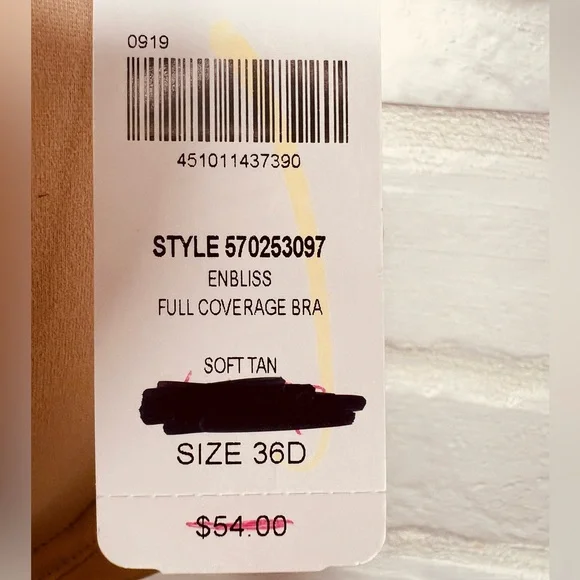 0919
451011437390
STYLE 570253097
ENBLISS
FULL COVERAGE BRA
SOFT TAN
SIZE 36D
$54.00